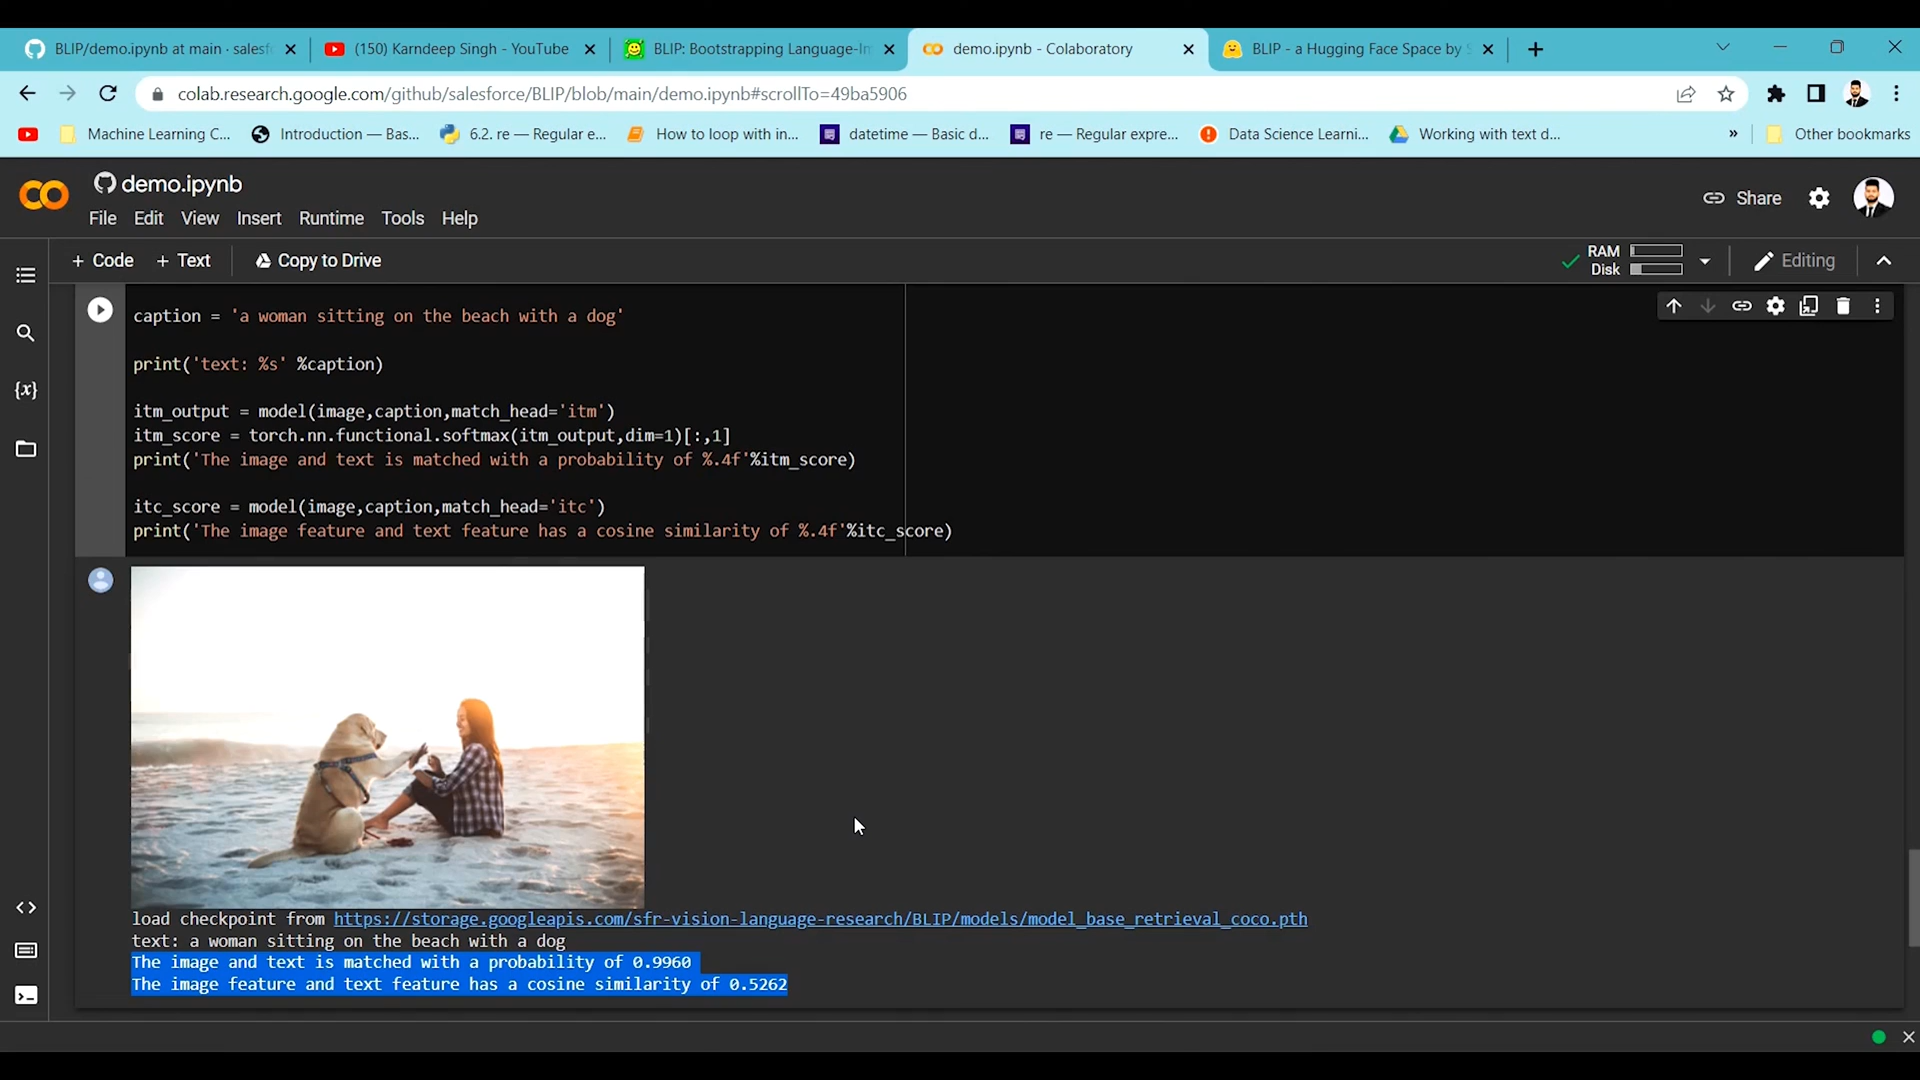 BLIP/demo.ipynb at main · salesf
(150) Karndeep Singh - YouTube
BLIP: Bootstrapping Language-Im
demo.ipynb - Colaboratory
BLIP - a Hugging Face Space by S
colab.research.google.com/github/salesforce/BLIP/blob/main/demo.ipynb#scrollTo=49ba5906
Machine Learning C...
Introduction — Bas...
6.2. re — Regular e...
How to loop with in...
datetime — Basic d...
re — Regular expre...
Data Science Learni...
Working with text d...
»
Other bookmarks
demo.ipynb
Share
File Edit View Insert Runtime Tools Help
+ Code + Text Copy to Drive
RAM
Disk
Editing
{x}
caption = 'a woman sitting on the beach with a dog'
print('text: %s' %caption)
itm_output = model(image,caption,match_head='itm')
itm_score = torch.nn.functional.softmax(itm_output,dim=1)[:,1]
print('The image and text is matched with a probability of %.4f'%itm_score)
itc_score = model(image,caption,match_head='itc')
print('The image feature and text feature has a cosine similarity of %.4f'%itc_score)
load checkpoint from https://storage.googleapis.com/sfr-vision-language-research/BLIP/models/model_base_retrieval_coco.pth
text: a woman sitting on the beach with a dog
The image and text is matched with a probability of 0.9960
The image feature and text feature has a cosine similarity of 0.5262